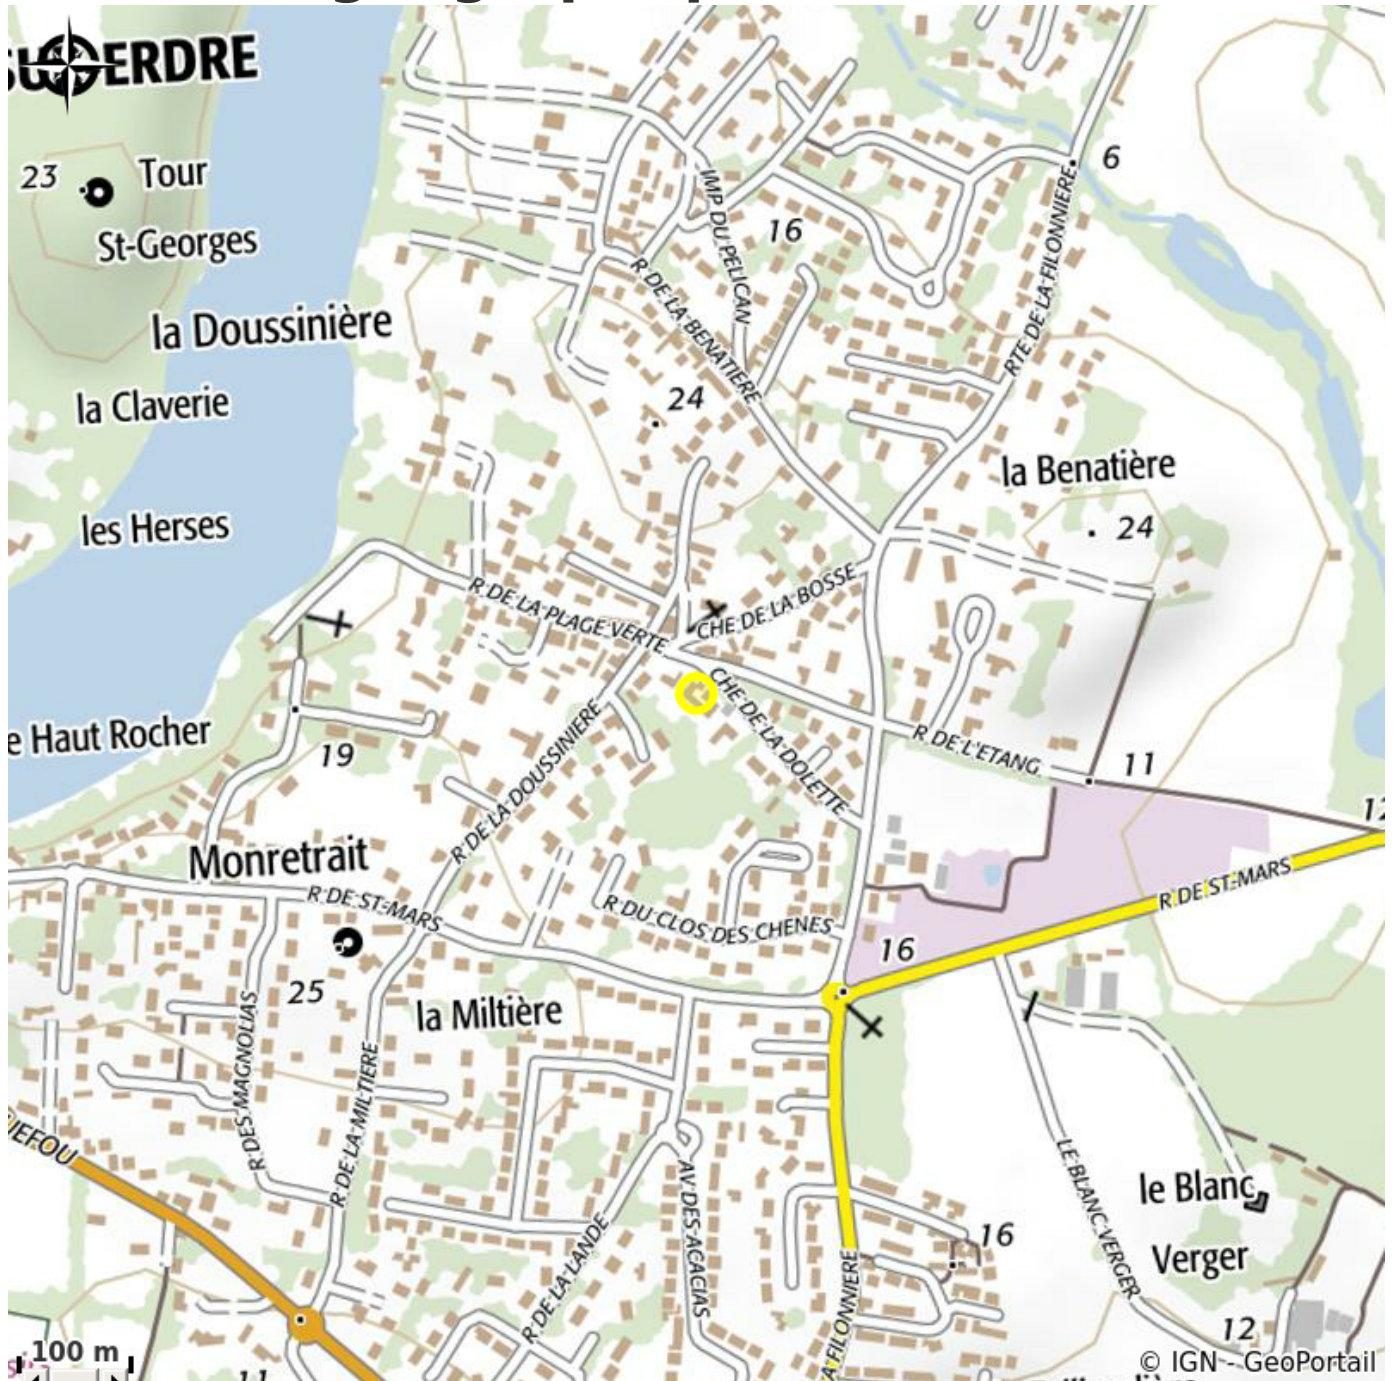 ERDRE
23
Tour
St-Georges
la Doussinière
la Claverie
les Herses
6
IMP DU PELICAN
16
R DE LA BENATIERE
RTE DE LA FILONNIERE
24
la Benatière
24
R DE LA PLAGE VERTE
CHE DE LA BOSSE
CHE DE LA DOLETTE
R DE L'ETANG
11
12
e Haut Rocher
19
R DE LA DOUSSINIERE
Monretrait
R DE ST-MARS
R DU CLOS DES CHENES
R DE ST-MARS
16
25
la Miltière
R DES MAGNOLIAS
R DE LA MILTIERE
AV DES ACACIAS
R DE LA LANDE
LE BLANC VERGER
le Blanc
Verger
16
12
A FILONNIERE
100 m
© IGN - GeoPortail